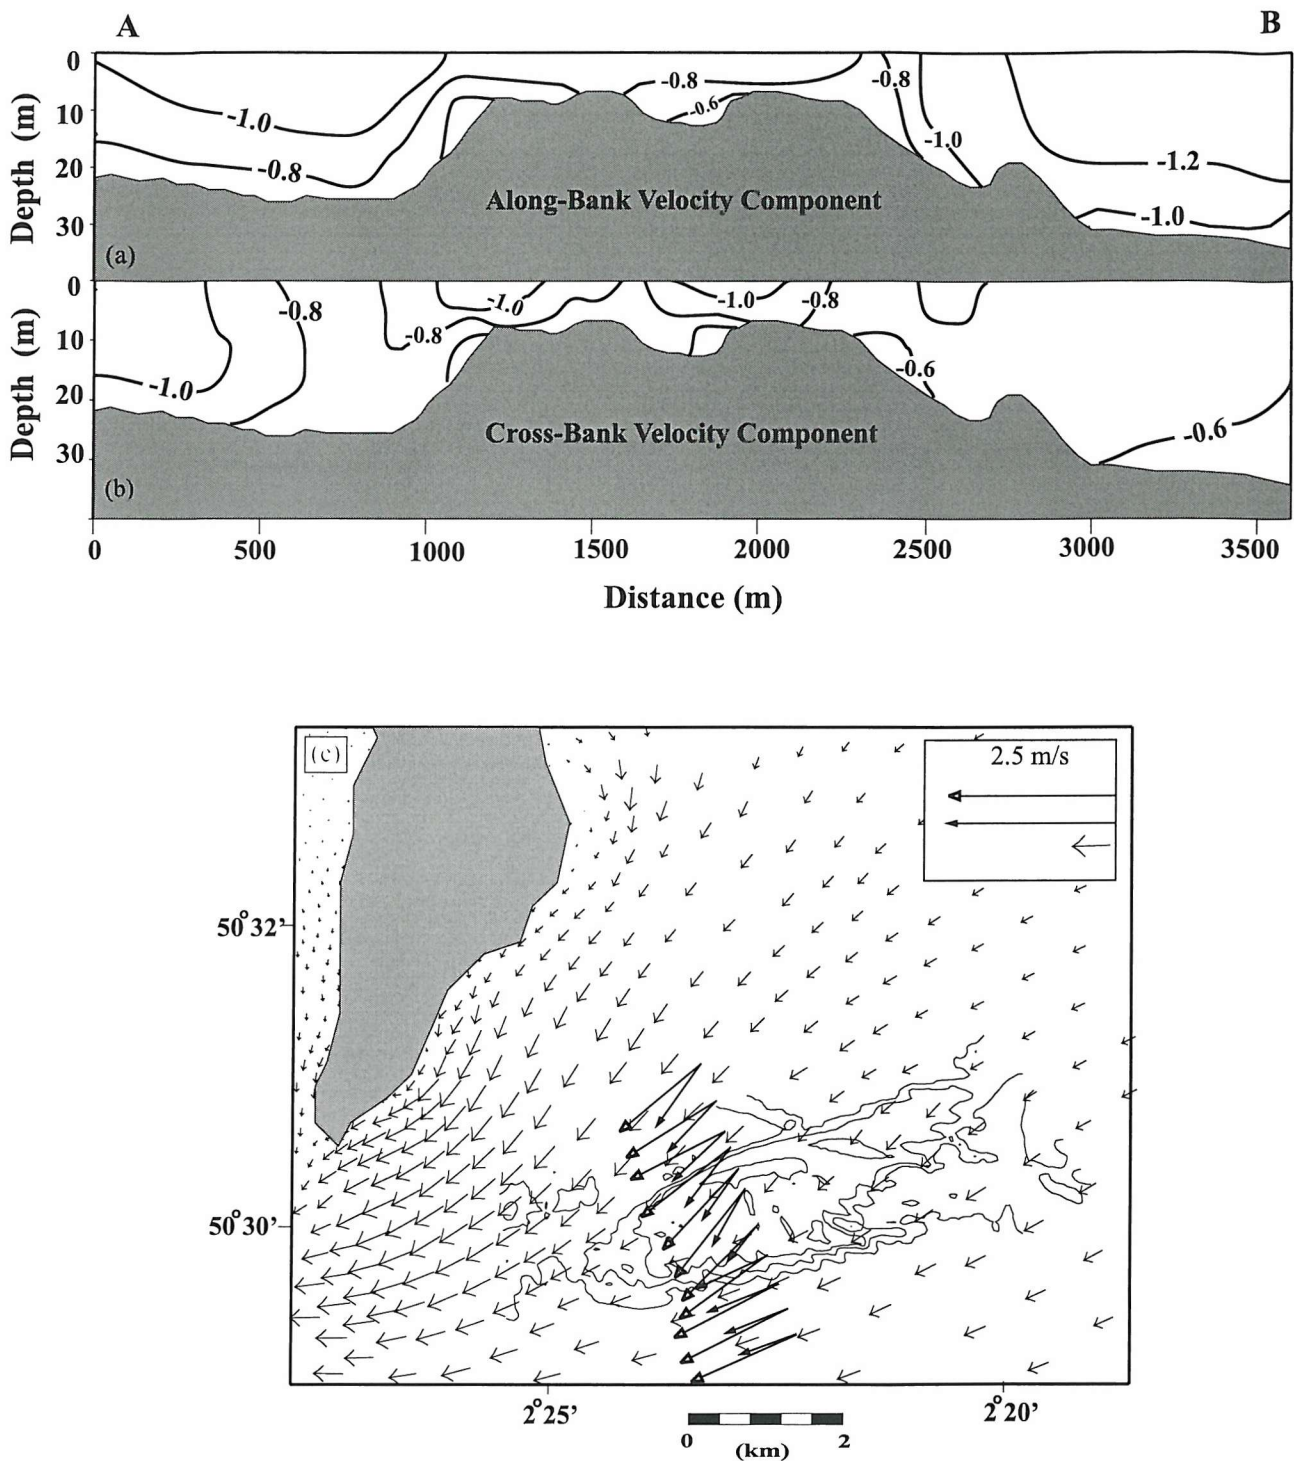 A B
0
10
20
30
Depth (m)
-1.0
-0.8
-0.8
-0.6
-0.8
-1.0
-1.2
-1.0
Along-Bank Velocity Component
(a)
0
10
20
30
Depth (m)
-1.0
-0.8
-0.8
-1.0
-1.0
-0.8
-0.6
-0.6
Cross-Bank Velocity Component
(b)
0 500 1000 1500 2000 2500 3000 3500
Distance (m)
(c)
2.5 m/s
50°32'
50°30'
2°25' 2°20'
0 2
(km)